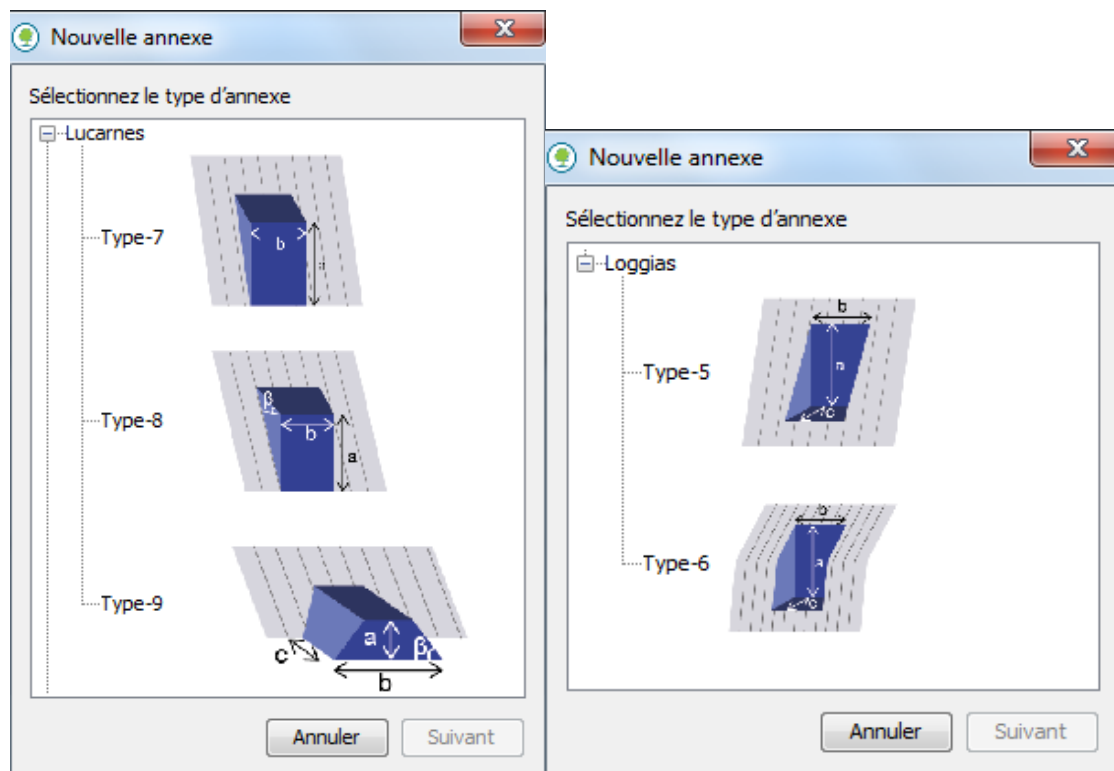 Nouvelle annexe
Sélectionnez le type d'annexe
Lucarnes
Type-7
b
a
Type-8
β
b
a
Type-9
a
β
c
b
Annuler
Suivant
Nouvelle annexe
Sélectionnez le type d'annexe
Loggias
b
Type-5
a
c
b
Type-6
a
c
Annuler
Suivant